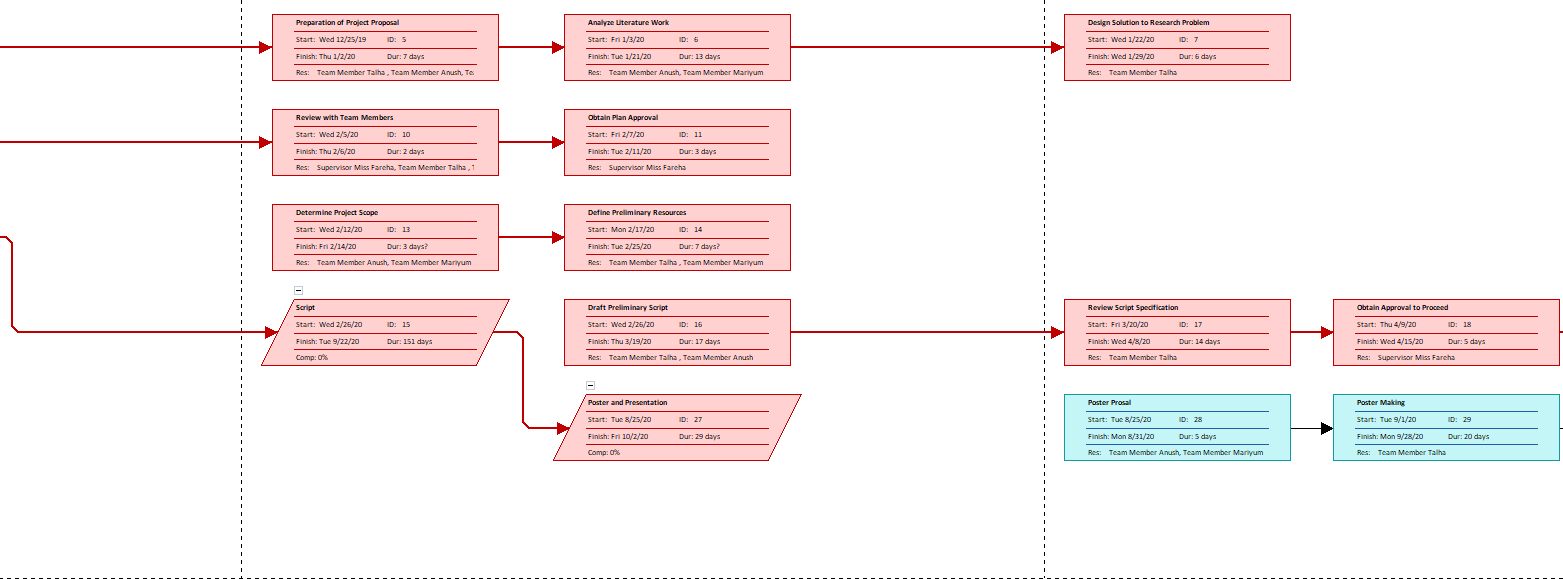 Preparation of Project Proposal
Start: Wed 12/25/19 ID: 5
Finish: Thu 1/2/20 Dur: 7 days
Res: Team Member Talha , Team Member Anush, Te
Analyze Literature Work
Start: Fri 1/3/20 ID: 6
Finish: Tue 1/21/20 Dur: 13 days
Res: Team Member Anush, Team Member Mariyum
Design Solution to Research Problem
Start: Wed 1/22/20 ID: 7
Finish: Wed 1/29/20 Dur: 6 days
Res: Team Member Talha
Review with Team Members
Start: Wed 2/5/20 ID: 10
Finish: Thu 2/6/20 Dur: 2 days
Res: Supervisor Miss Fareha, Team Member Talha ,
Obtain Plan Approval
Start: Fri 2/7/20 ID: 11
Finish: Tue 2/11/20 Dur: 3 days
Res: Supervisor Miss Fareha
Determine Project Scope
Start: Wed 2/12/20 ID: 13
Finish: Fri 2/14/20 Dur: 3 days?
Res: Team Member Anush, Team Member Mariyum
Define Preliminary Resources
Start: Mon 2/17/20 ID: 14
Finish: Tue 2/25/20 Dur: 7 days?
Res: Team Member Talha , Team Member Mariyum
Script
Start: Wed 2/26/20 ID: 15
Finish: Tue 9/22/20 Dur: 151 days
Comp: 0%
Draft Preliminary Script
Start: Wed 2/26/20 ID: 16
Finish: Thu 3/19/20 Dur: 17 days
Res: Team Member Talha , Team Member Anush
Review Script Specification
Start: Fri 3/20/20 ID: 17
Finish: Wed 4/8/20 Dur: 14 days
Res: Team Member Talha
Obtain Approval to Proceed
Start: Thu 4/9/20 ID: 18
Finish: Wed 4/15/20 Dur: 5 days
Res: Supervisor Miss Fareha
Poster and Presentation
Start: Tue 8/25/20 ID: 27
Finish: Fri 10/2/20 Dur: 29 days
Comp: 0%
Poster Prosal
Start: Tue 8/25/20 ID: 28
Finish: Mon 8/31/20 Dur: 5 days
Res: Team Member Anush, Team Member Mariyum
Poster Making
Start: Tue 9/1/20 ID: 29
Finish: Mon 9/28/20 Dur: 20 days
Res: Team Member Talha